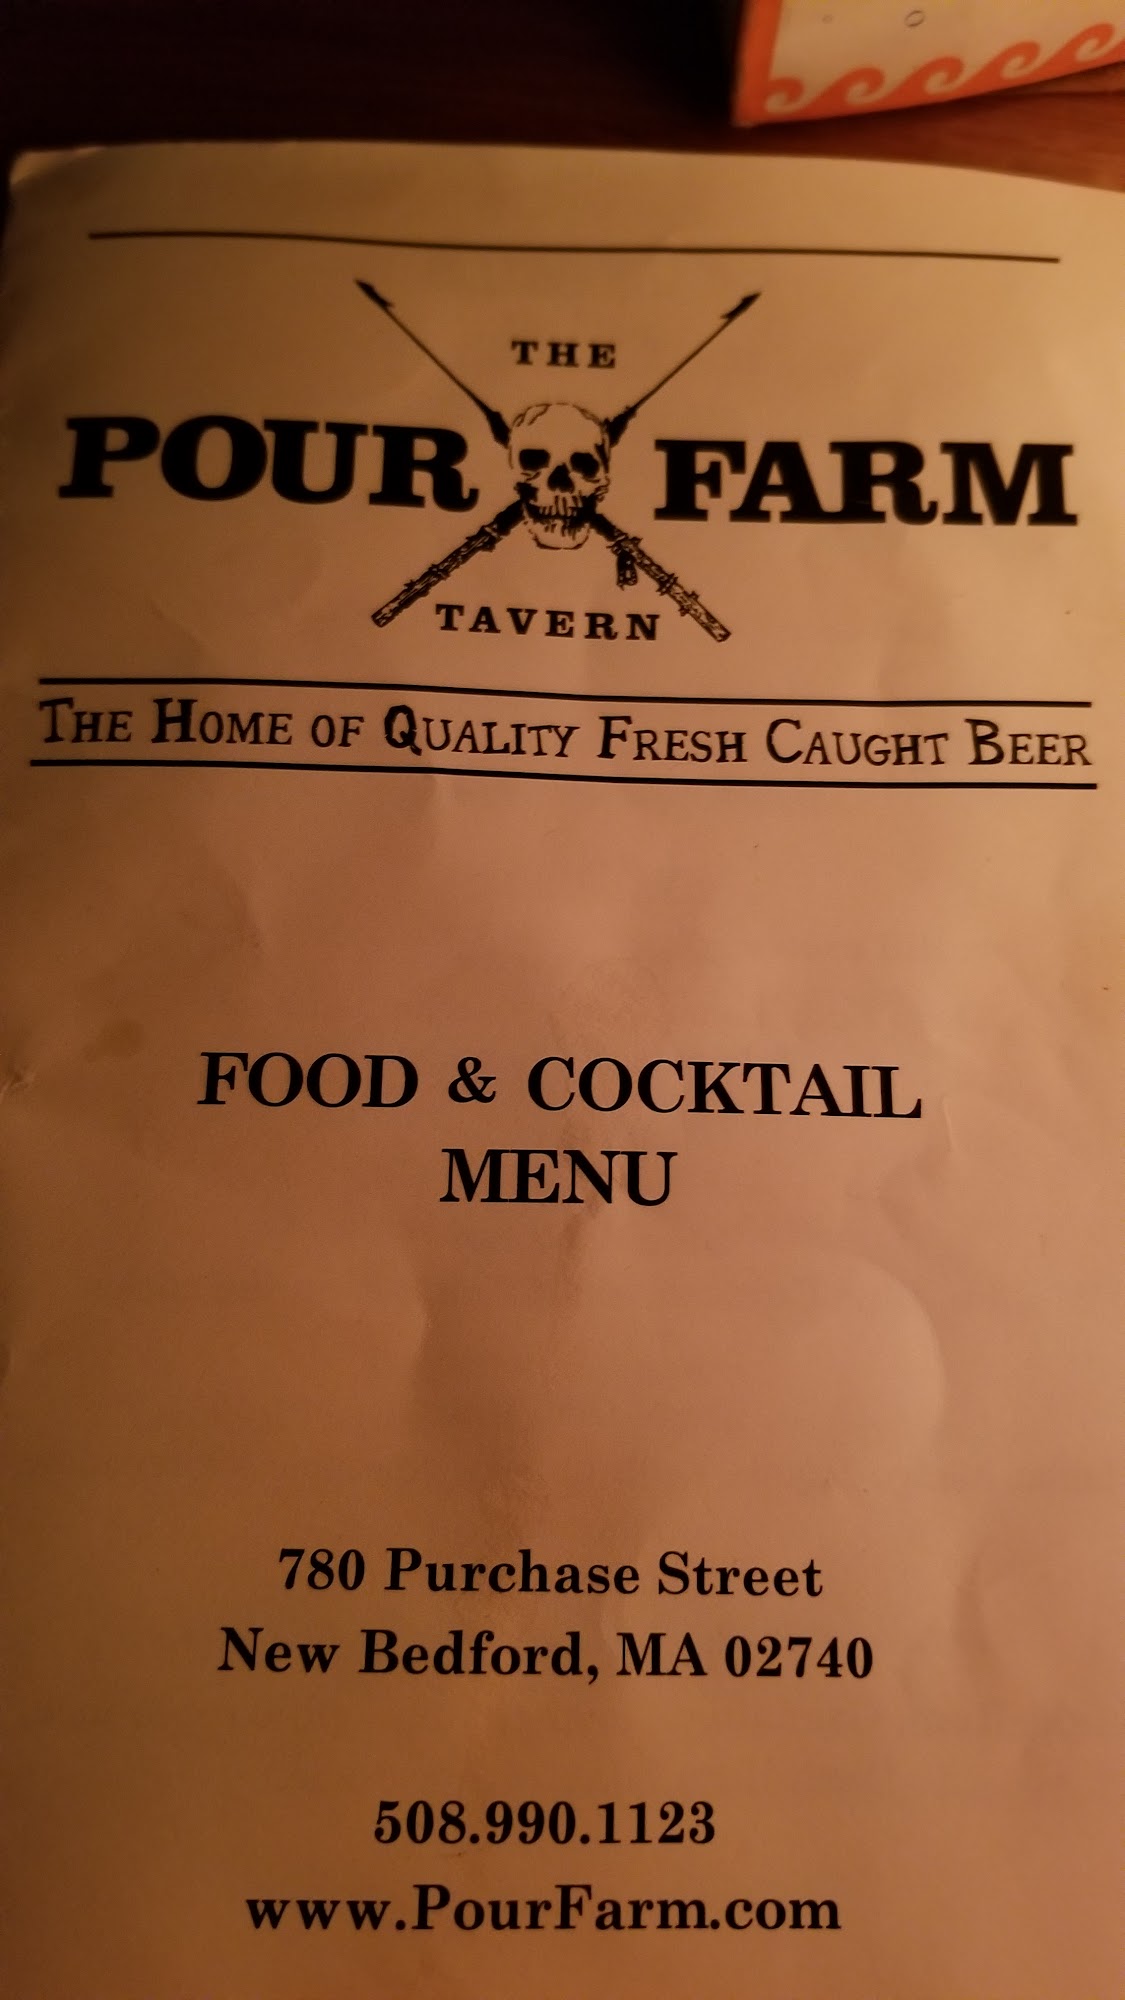 THE
POUR FARM
TAVERN
THE HOME OF QUALITY FRESH CAUGHT BEER
FOOD & COCKTAIL
MENU
780 Purchase Street
New Bedford, MA 02740
508.990.1123
www.PourFarm.com